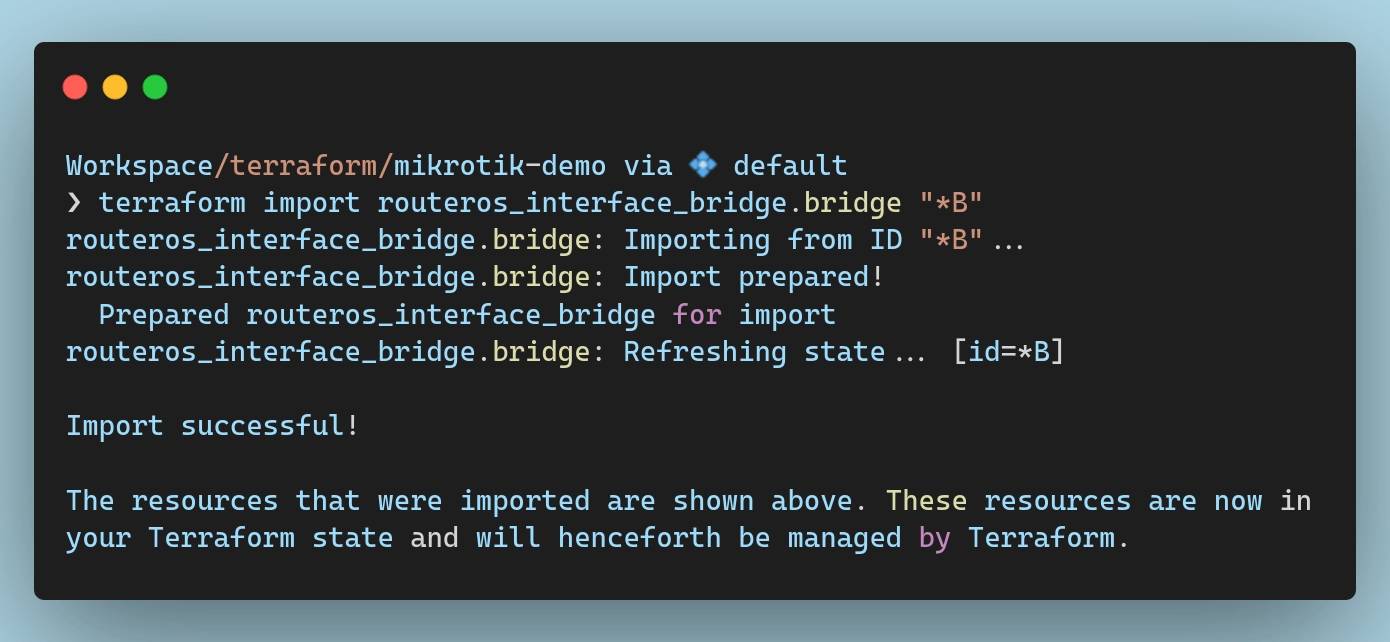 Workspace/terraform/mikrotik-demo via 💠 default
❯ terraform import routeros_interface_bridge.bridge "*B"
routeros_interface_bridge.bridge: Importing from ID "*B"...
routeros_interface_bridge.bridge: Import prepared!
  Prepared routeros_interface_bridge for import
routeros_interface_bridge.bridge: Refreshing state... [id=*B]
Import successful!
The resources that were imported are shown above. These resources are now in
your Terraform state and will henceforth be managed by Terraform.